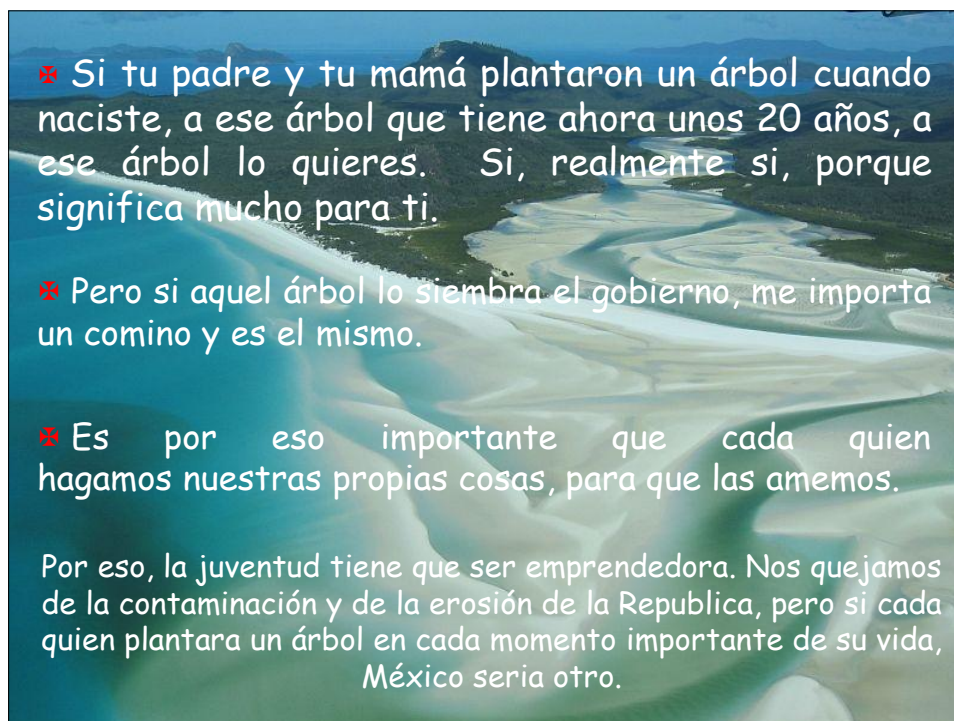 ✠ Si tu padre y tu mamá plantaron un árbol cuando
naciste, a ese árbol que tiene ahora unos 20 años, a
ese árbol lo quieres. Si, realmente si, porque
significa mucho para ti.
✠ Pero si aquel árbol lo siembra el gobierno, me importa
un comino y es el mismo.
✠ Es por eso importante que cada quien
hagamos nuestras propias cosas, para que las amemos.
Por eso, la juventud tiene que ser emprendedora. Nos quejamos
de la contaminación y de la erosión de la Republica, pero si cada
quien plantara un árbol en cada momento importante de su vida,
México seria otro.